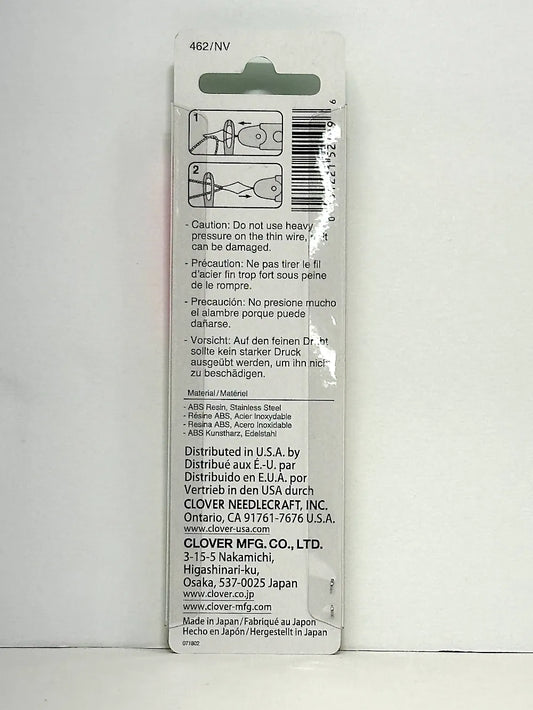 462/NV
1
2
6
- Caution: Do not use heavy
pressure on the thin wire, it
can be damaged.
- Précaution: Ne pas tirer le fil
d'acier fin trop fort sous peine
de le rompre.
- Precaución: No presione mucho
el alambre porque puede
dañarse.
- Vorsicht: Auf den feinen Draht
sollte kein starker Druck
ausgeübt werden, um ihn nicht
zu beschädigen.
Material/Matériel
- ABS Resin, Stainless Steel
- Résine ABS, Acier Inoxydable
- Resina ABS, Acero Inoxidable
- ABS Kunstharz, Edelstahl
Distributed in U.S.A. by
Distribué aux É.-U. par
Distribuido en E.U.A. por
Vertrieb in den USA durch
CLOVER NEEDLECRAFT, INC.
Ontario, CA 91761-7676 U.S.A.
www.clover-usa.com
CLOVER MFG. CO., LTD.
3-15-5 Nakamichi,
Higashinari-ku,
Osaka, 537-0025 Japan
www.clover.co.jp
www.clover-mfg.com
Made in Japan/Fabriqué au Japon
Hecho en Japón/Hergestellt in Japan
071802